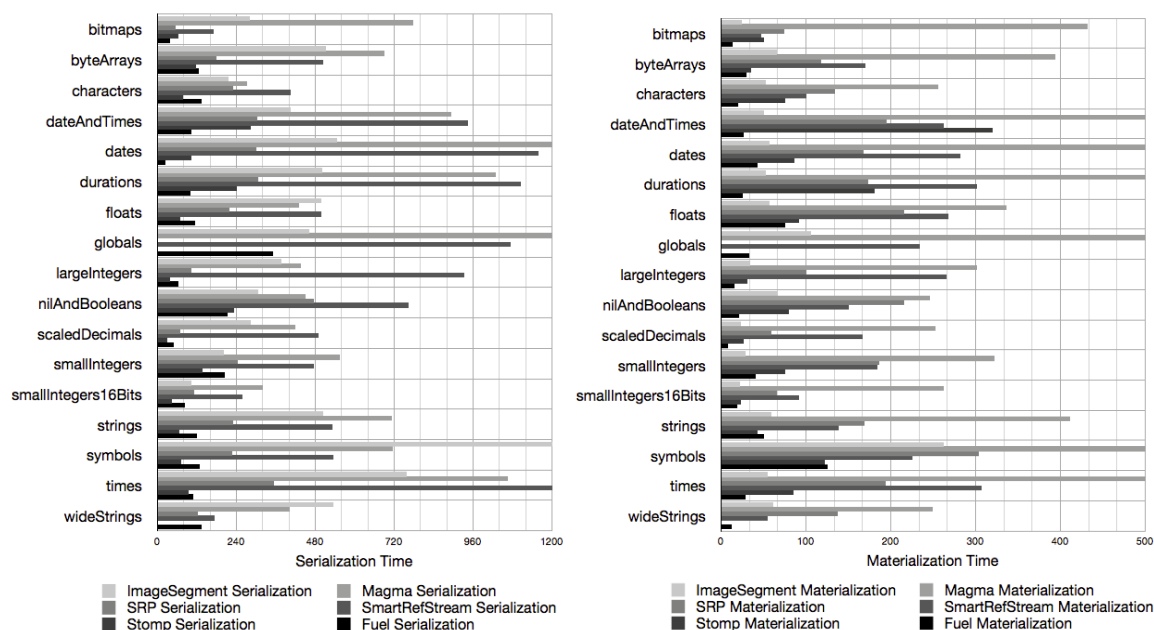 bitmaps
byteArrays
characters
dateAndTimes
dates
durations
floats
globals
largeIntegers
nilAndBooleans
scaledDecimals
smallIntegers
smallIntegers16Bits
strings
symbols
times
wideStrings
0 240 480 720 960 1200
Serialization Time
ImageSegment Serialization Magma Serialization
SRP Serialization SmartRefStream Serialization
Stomp Serialization Fuel Serialization
bitmaps
byteArrays
characters
dateAndTimes
dates
durations
floats
globals
largeIntegers
nilAndBooleans
scaledDecimals
smallIntegers
smallIntegers16Bits
strings
symbols
times
wideStrings
0 100 200 300 400 500
Materialization Time
ImageSegment Materialization Magma Materialization
SRP Materialization SmartRefStream Materialization
Stomp Materialization Fuel Materialization